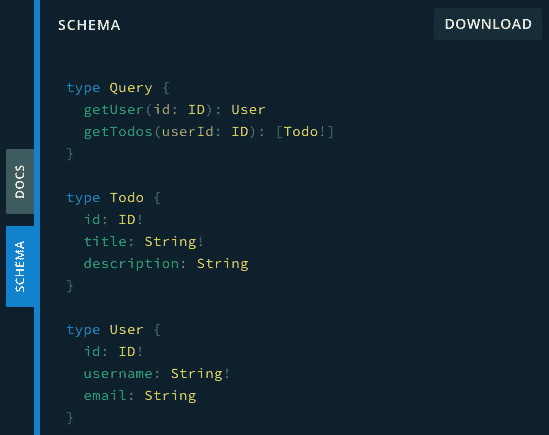 SCHEMA
DOWNLOAD
type Query {
  getUser(id: ID): User
  getTodos(userId: ID): [Todo!]
}
type Todo {
  id: ID!
  title: String!
  description: String
}
type User {
  id: ID!
  username: String!
  email: String
}
DOCS
SCHEMA